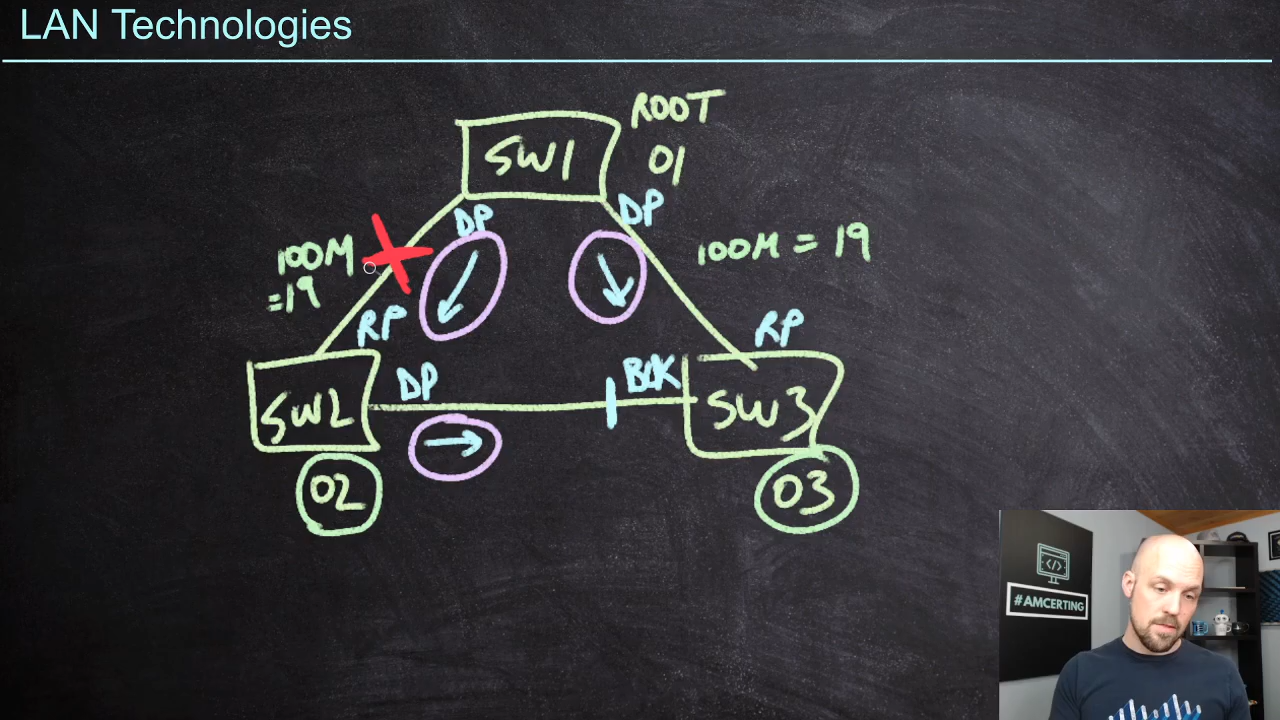 LAN Technologies
ROOT
SW1
01
DP
DP
100M
=19
100M = 19
RP
RP
DP
BLK
SW2
SW3
02
03
</>
#AMCERTING